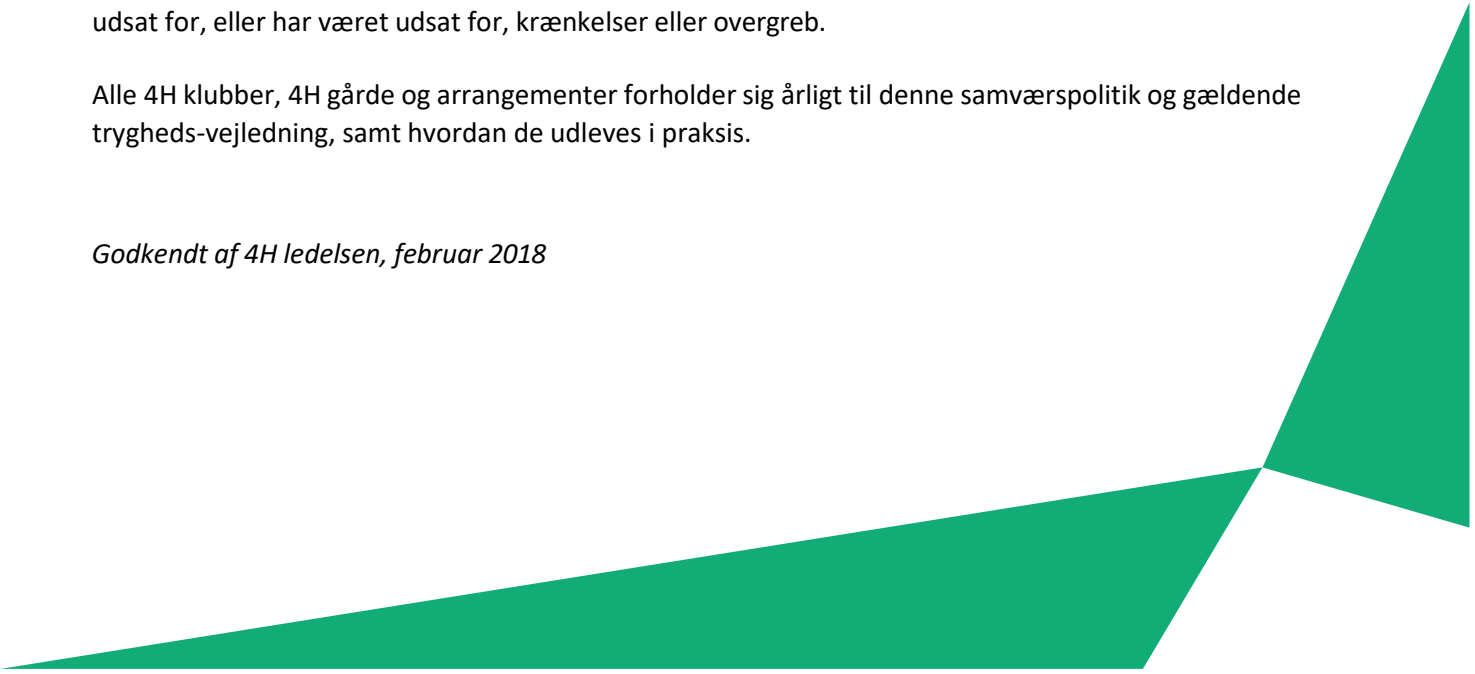 udsat for, eller har været udsat for, krænkelser eller overgreb.
Alle 4H klubber, 4H gårde og arrangementer forholder sig årligt til denne samværspolitik og gældende
trygheds-vejledning, samt hvordan de udleves i praksis.
Godkendt af 4H ledelsen, februar 2018